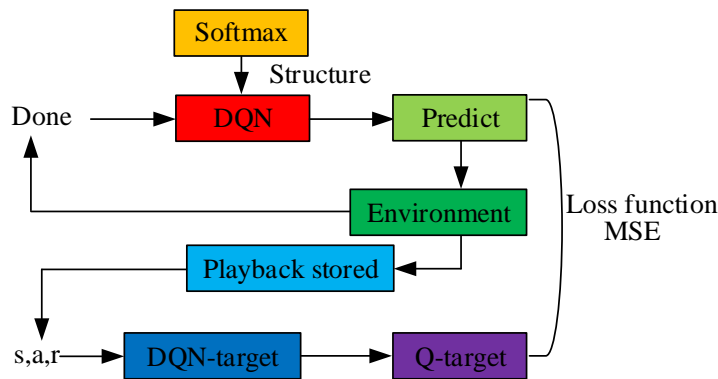 Softmax
Structure
Done
DQN
Predict
Environment
Loss function
MSE
Playback stored
s,a,r
DQN-target
Q-target